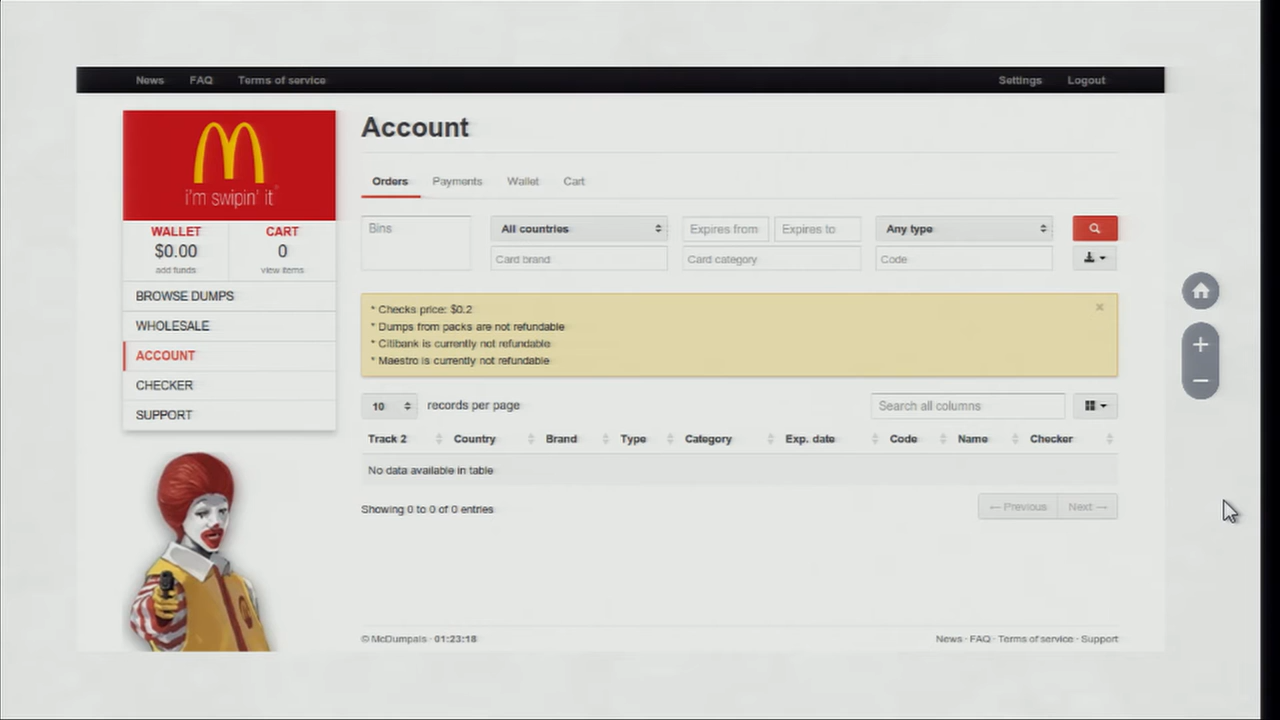 News FAQ Terms of service Settings Logout
i'm swipin' it
WALLET CART
$0.00 0
add funds view items
BROWSE DUMPS
WHOLESALE
ACCOUNT
CHECKER
SUPPORT
Account
Orders Payments Wallet Cart
Bins All countries Expires from Expires to Any type
Card brand Card category Code
* Checks price: $0.2
* Dumps from packs are not refundable
* Citibank is currently not refundable
* Maestro is currently not refundable
×
10 records per page Search all columns
Track 2 Country Brand Type Category Exp. date Code Name Checker
No data available in table
Showing 0 to 0 of 0 entries ← Previous Next →
© McDumpals · 01:23:18 News · FAQ · Terms of service · Support